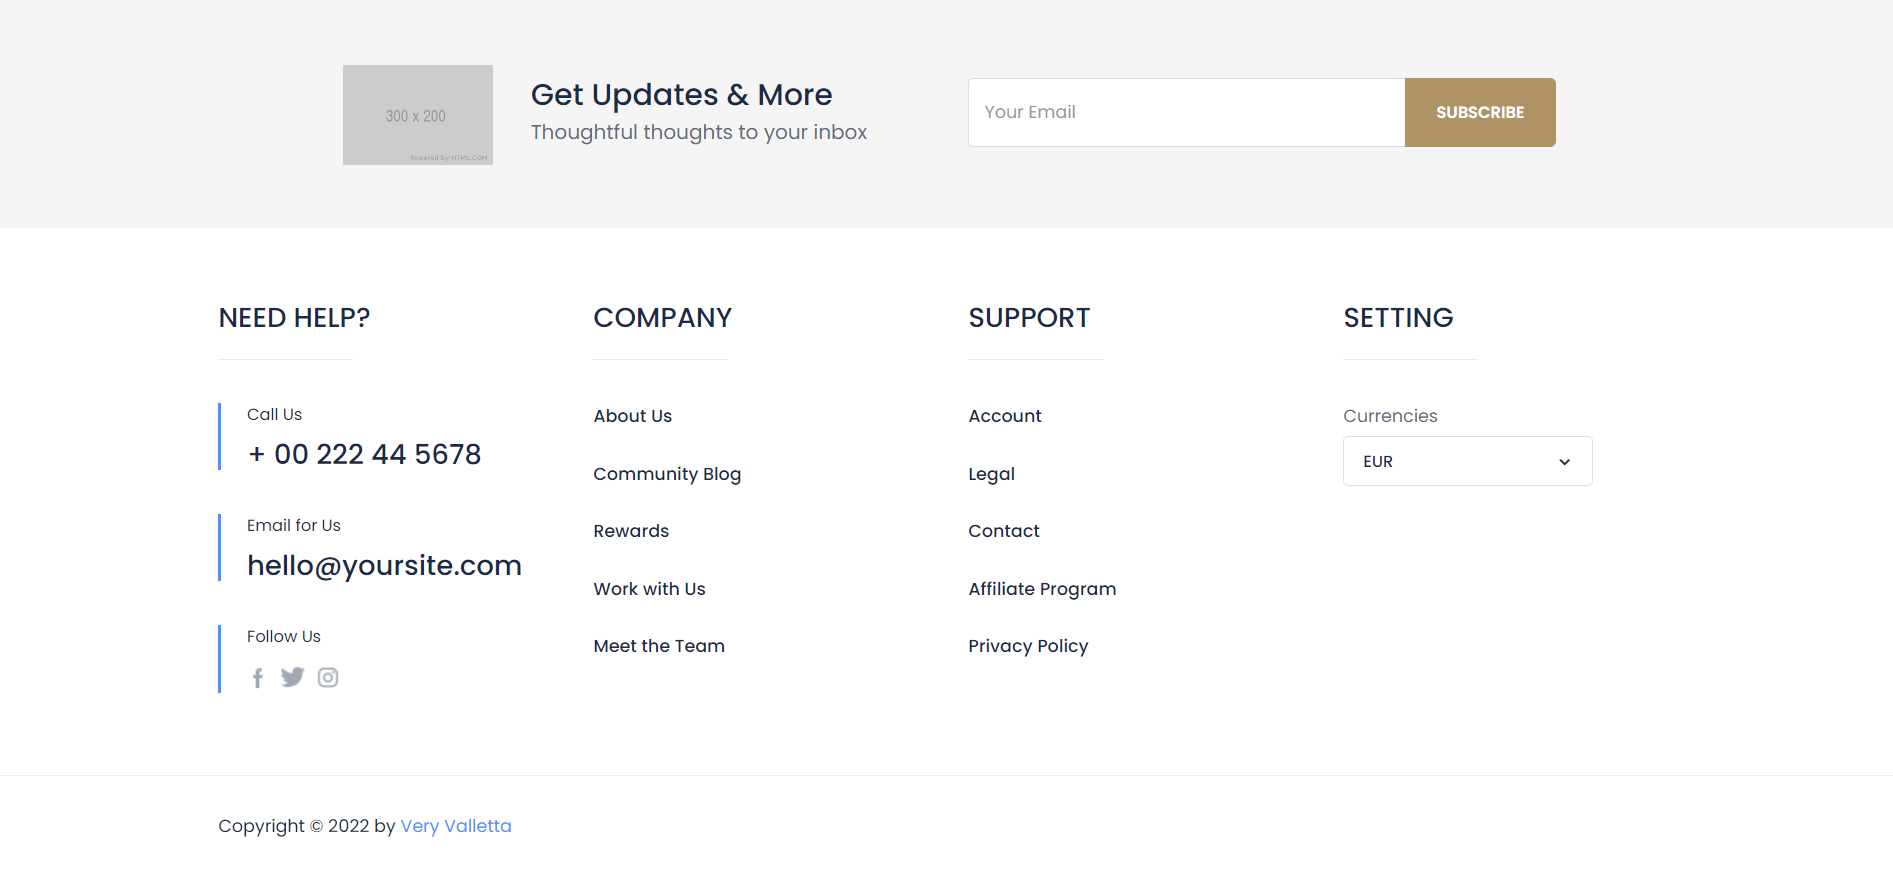 300 x 200
Powered by HTML.COM
Get Updates & More
Thoughtful thoughts to your inbox
Your Email
SUBSCRIBE
NEED HELP?
Call Us
+ 00 222 44 5678
Email for Us
hello@yoursite.com
Follow Us
COMPANY
About Us
Community Blog
Rewards
Work with Us
Meet the Team
SUPPORT
Account
Legal
Contact
Affiliate Program
Privacy Policy
SETTING
Currencies
EUR
Copyright © 2022 by Very Valletta